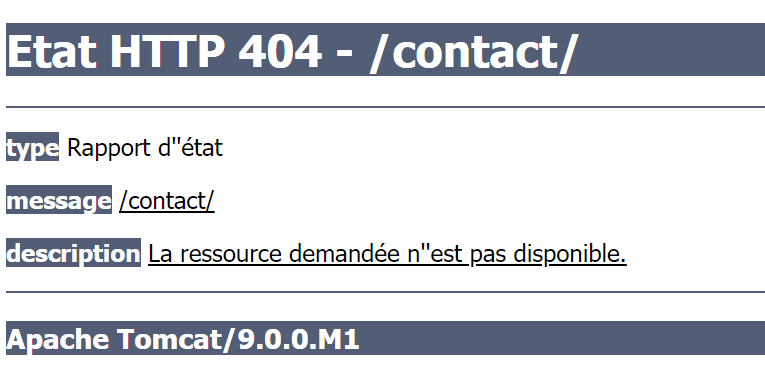 Etat HTTP 404 - /contact/
type Rapport d''état
message /contact/
description La ressource demandée n''est pas disponible.
Apache Tomcat/9.0.0.M1